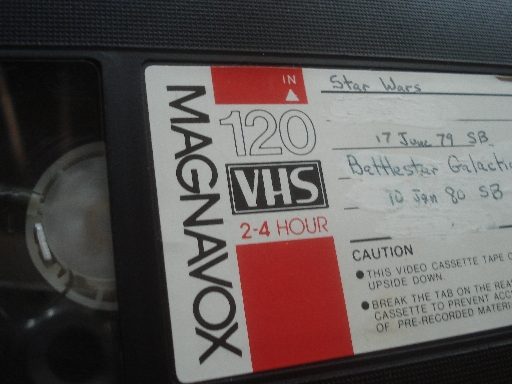 MAGNAVOX
IN
120
VHS
2-4 HOUR
Star Wars
17 June 79 SB
Battlestar Galacti
10 Jan 80 SB
CAUTION
• THIS VIDEO CASSETTE TAPE
UPSIDE DOWN.
• BREAK THE TAB ON THE REA
CASSETTE TO PREVENT ACC
OF PRE-RECORDED MATERI